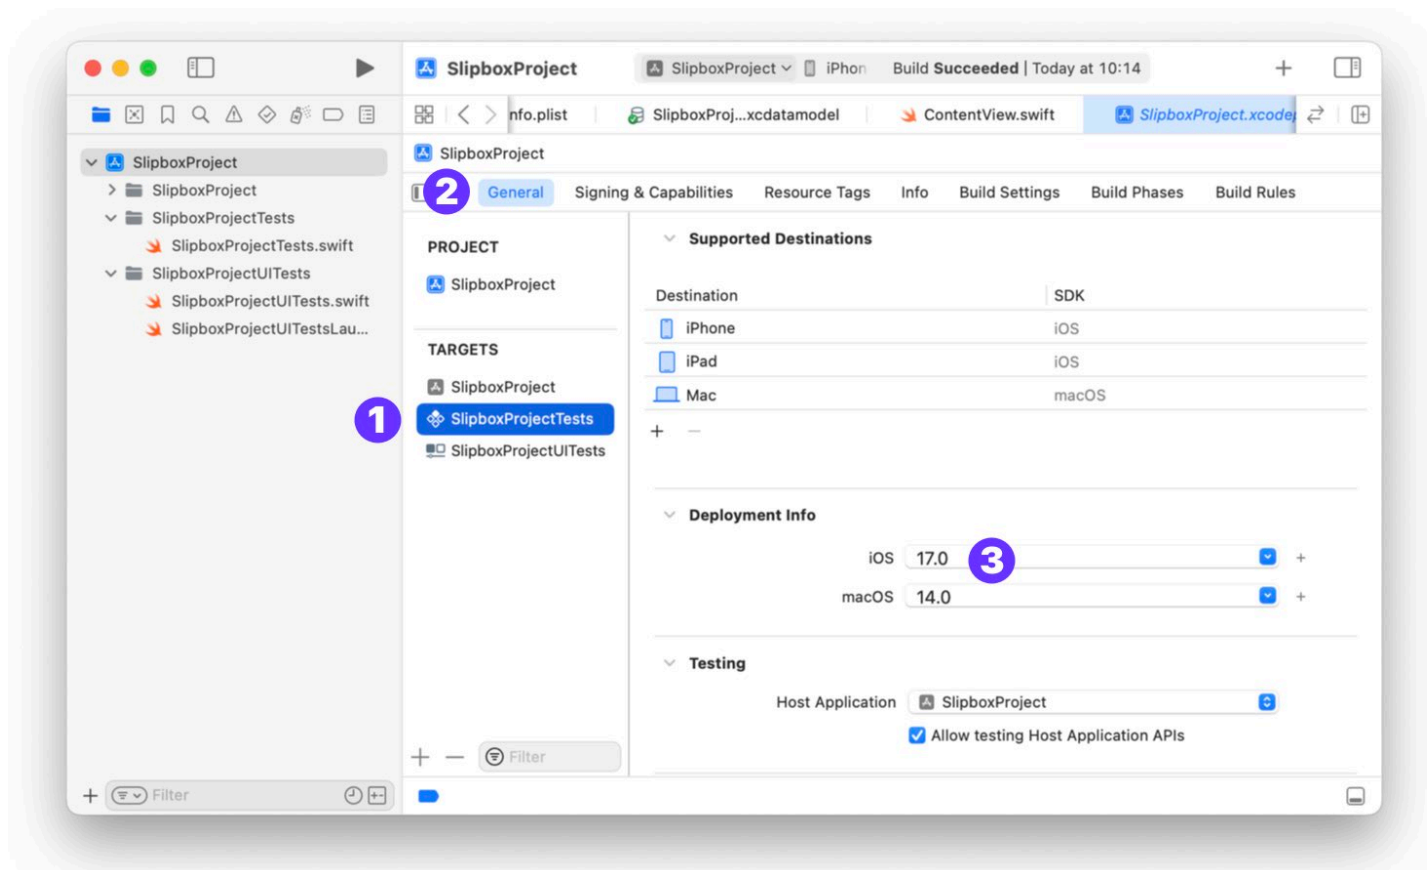 SlipboxProject
SlipboxProject
iPhon
Build Succeeded | Today at 10:14
nfo.plist
SlipboxProj...xcdatamodel
ContentView.swift
SlipboxProject.xcode
SlipboxProject
SlipboxProject
SlipboxProjectTests
SlipboxProjectTests.swift
SlipboxProjectUITests
SlipboxProjectUITests.swift
SlipboxProjectUITestsLau...
Filter
SlipboxProject
2
General
Signing & Capabilities
Resource Tags
Info
Build Settings
Build Phases
Build Rules
PROJECT
SlipboxProject
TARGETS
SlipboxProject
1
SlipboxProjectTests
SlipboxProjectUITests
Filter
Supported Destinations
Destination
SDK
iPhone
iOS
iPad
iOS
Mac
macOS
Deployment Info
iOS
17.0
3
macOS
14.0
Testing
Host Application
SlipboxProject
Allow testing Host Application APIs